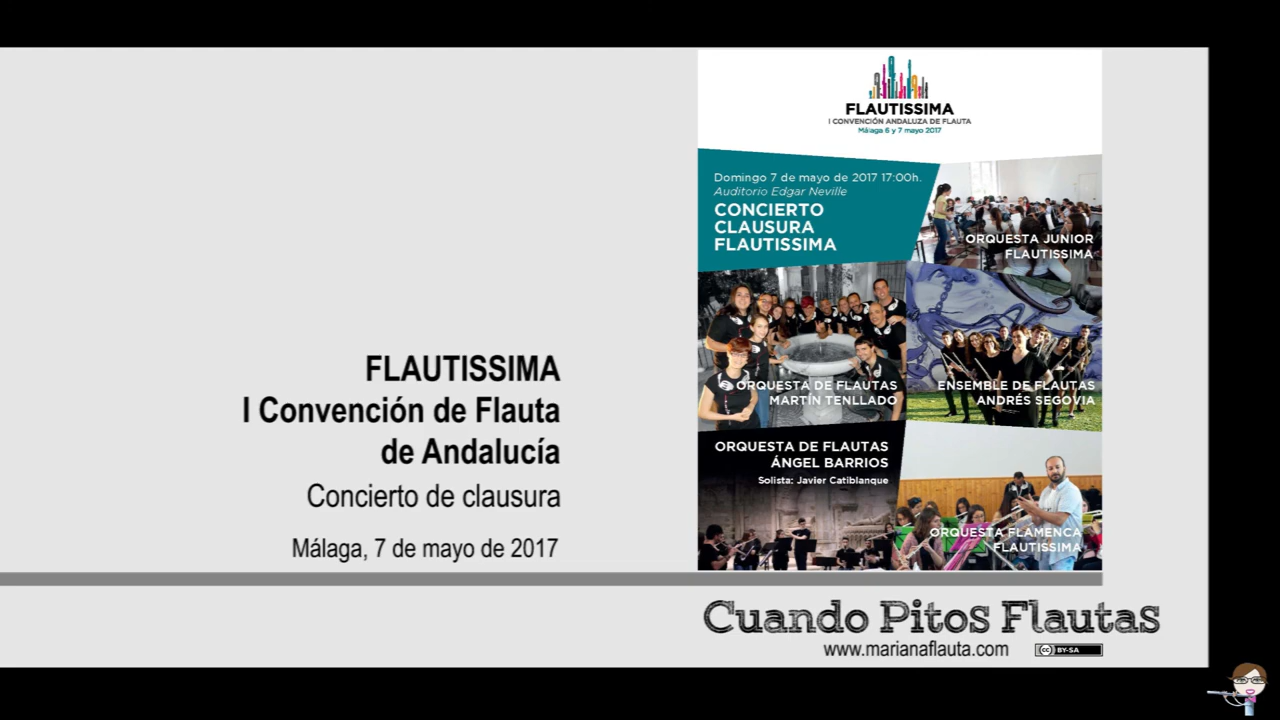 FLAUTISSIMA
I Convención de Flauta
de Andalucía
Concierto de clausura
Málaga, 7 de mayo de 2017
FLAUTISSIMA
I CONVENCIÓN ANDALUZA DE FLAUTA
Málaga 6 y 7 mayo 2017
Domingo 7 de mayo de 2017 17:00h.
Auditorio Edgar Neville
CONCIERTO
CLAUSURA
FLAUTISSIMA
ORQUESTA JUNIOR
FLAUTISSIMA
ORQUESTA DE FLAUTAS
MARTÍN TENLLADO
ENSEMBLE DE FLAUTAS
ANDRÉS SEGOVIA
ORQUESTA DE FLAUTAS
ÁNGEL BARRIOS
Solista: Javier Catiblanque
ORQUESTA FLAMENCA
FLAUTISSIMA
Cuando Pitos Flautas
www.marianaflauta.com
cc BY-SA